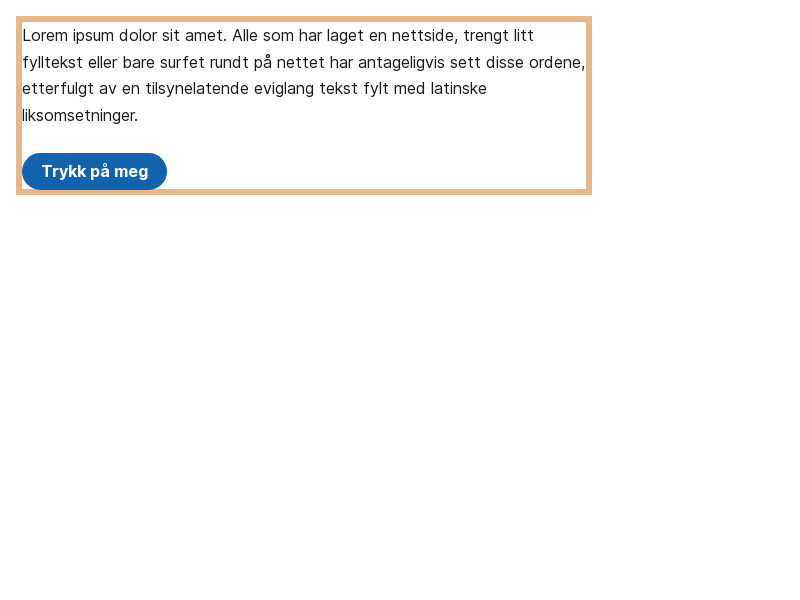 Lorem ipsum dolor sit amet. Alle som har laget en nettside, trengt litt
fylltekst eller bare surfet rundt på nettet har antageligvis sett disse ordene,
etterfulgt av en tilsynelatende eviglang tekst fylt med latinske
liksomsetninger.
Trykk på meg